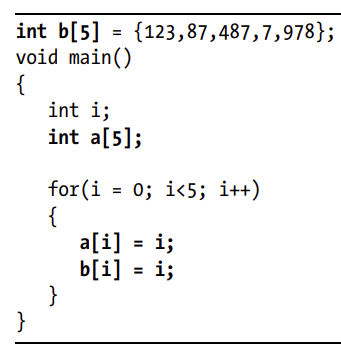 int b[5] = {123,87,487,7,978};
void main()
{
int i;
int a[5];
for(i = 0; i<5; i++)
{
a[i] = i;
b[i] = i;
}
}